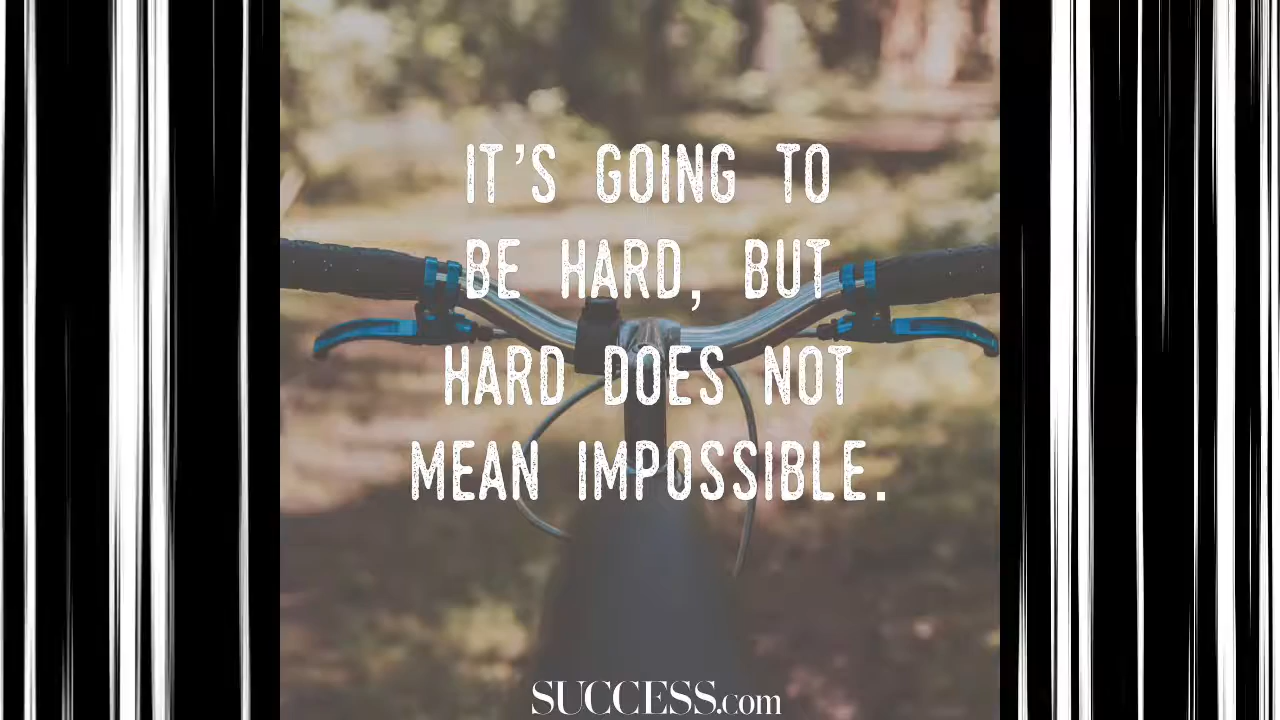 IT'S GOING TO
BE HARD, BUT
HARD DOES NOT
MEAN IMPOSSIBLE.
SUCCESS.com